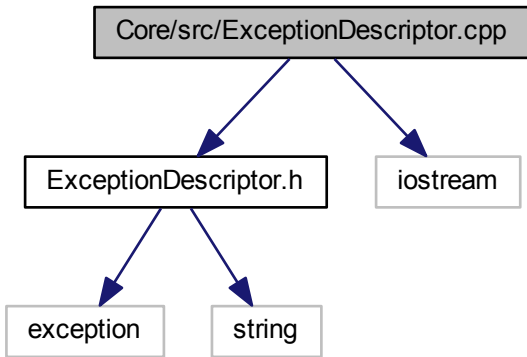 Core/src/ExceptionDescriptor.cpp
ExceptionDescriptor.h
iostream
exception
string